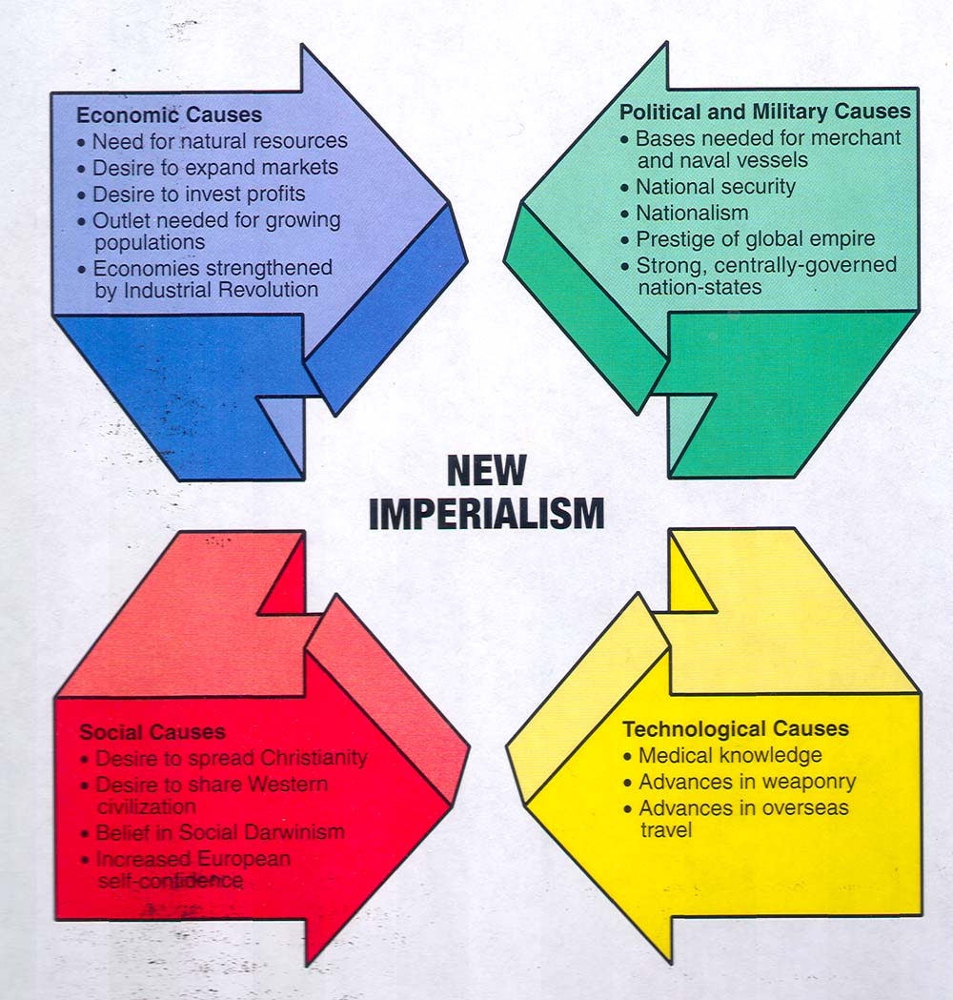 Economic Causes
• Need for natural resources
• Desire to expand markets
• Desire to invest profits
• Outlet needed for growing
populations
• Economies strengthened
by Industrial Revolution
Political and Military Causes
• Bases needed for merchant
and naval vessels
• National security
• Nationalism
• Prestige of global empire
• Strong, centrally-governed
nation-states
NEW
IMPERIALISM
Social Causes
• Desire to spread Christianity
• Desire to share Western
civilization
• Belief in Social Darwinism
• Increased European
self-confidence
Technological Causes
• Medical knowledge
• Advances in weaponry
• Advances in overseas
travel